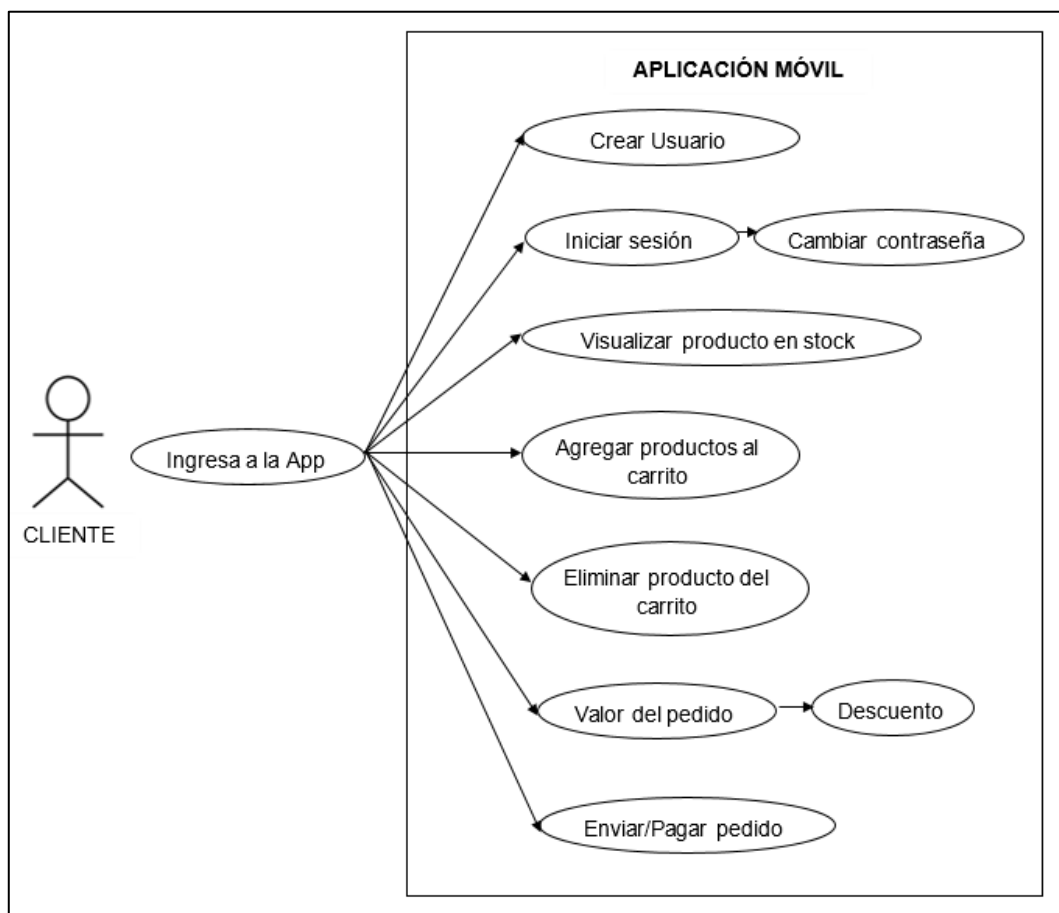 APLICACIÓN MÓVIL
Crear Usuario
Iniciar sesión
Cambiar contraseña
Visualizar producto en stock
Ingresa a la App
Agregar productos al
carrito
CLIENTE
Eliminar producto del
carrito
Valor del pedido
Descuento
Enviar/Pagar pedido